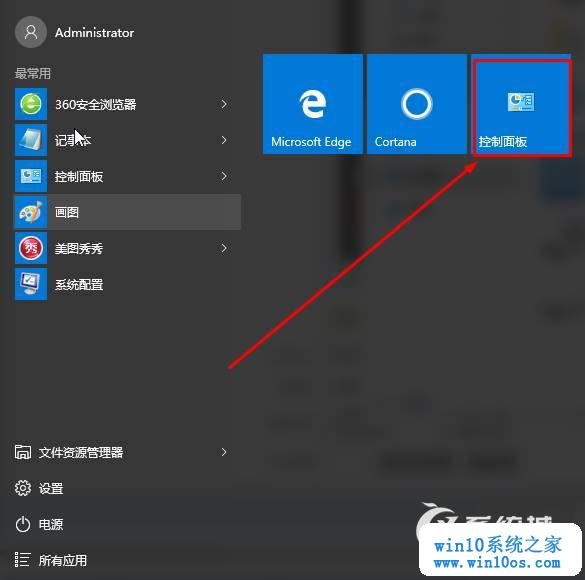 Administrator
最常用
360安全浏览器
记事本
控制面板
画图
美图秀秀
系统配置
Microsoft Edge
Cortana
控制面板
文件资源管理器
设置
电源
所有应用
win10系统之家
www.win10os.com